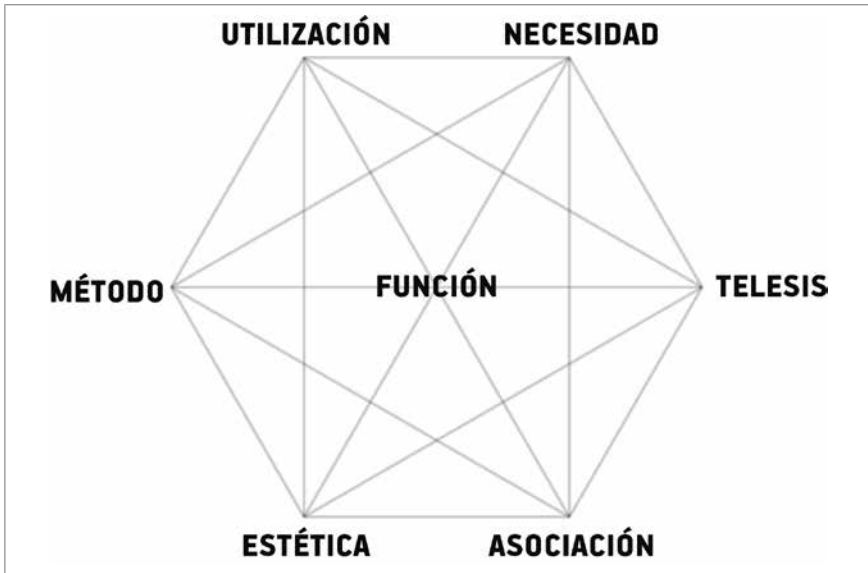 UTILIZACIÓN
NECESIDAD
MÉTODO
FUNCIÓN
TELESIS
ESTÉTICA
ASOCIACIÓN